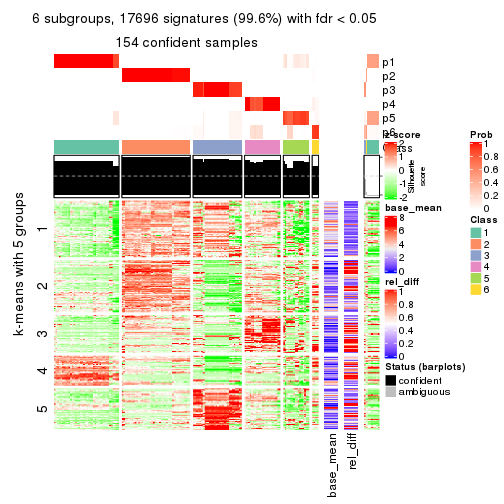 6 subgroups, 17696 signatures (99.6%) with fdr < 0.05
154 confident samples
p1
p2
p3
p4
p5
p6
Class
Silhouette
score
k-means with 5 groups
1
2
3
4
5
base_mean
rel_diff
z score
2
1
0
-1
-2
base_mean
8
6
4
2
0
rel_diff
1
0.8
0.6
0.4
0.2
0
Status (barplots)
confident
ambiguous
Prob
1
0.8
0.6
0.4
0.2
0
Class
1
2
3
4
5
6